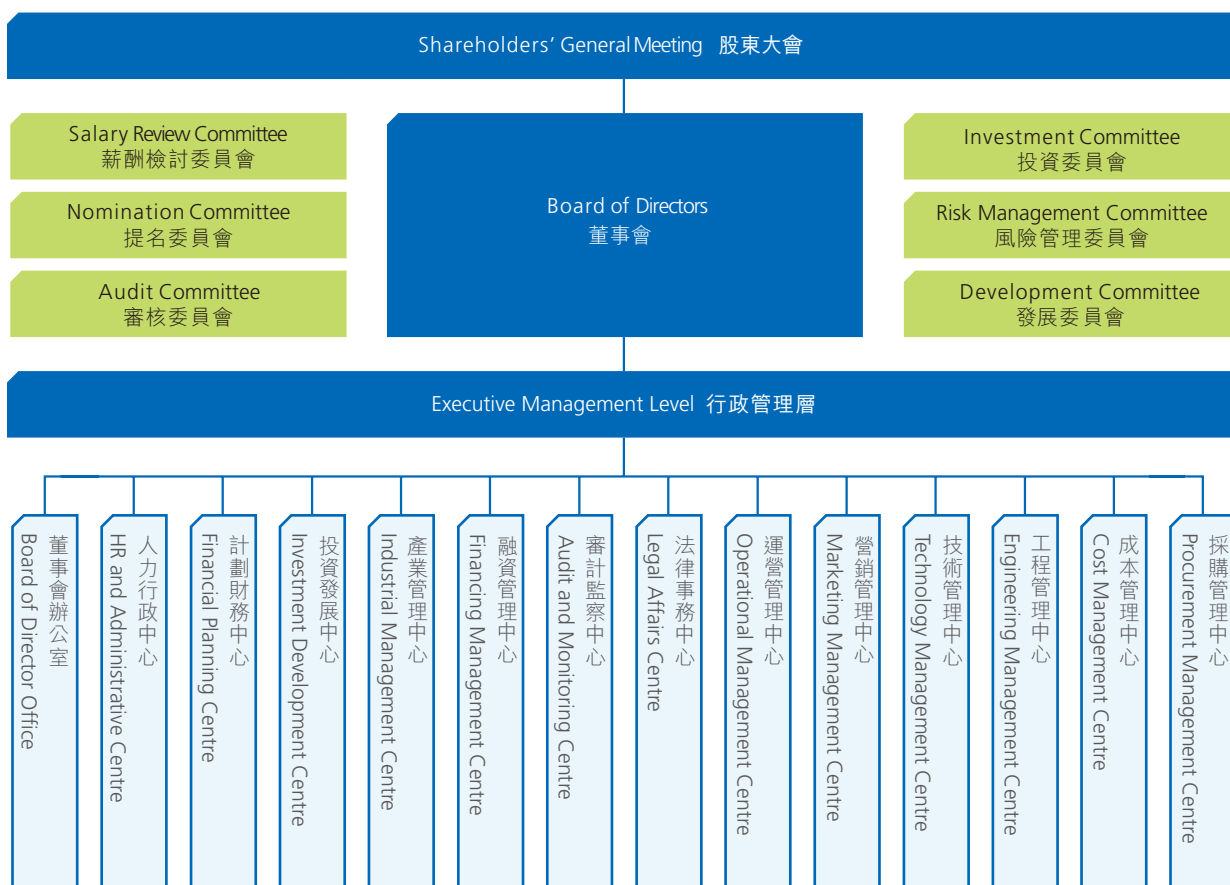 Shareholders' General Meeting 股東大會
Salary Review Committee
薪酬檢討委員會
Nomination Committee
提名委員會
Audit Committee
審核委員會
Board of Directors
董事會
Investment Committee
投資委員會
Risk Management Committee
風險管理委員會
Development Committee
發展委員會
Executive Management Level 行政管理層
董事會辦公室
Board of Director Office
人力行政中心
HR and Administrative Centre
計劃財務中心
Financial Planning Centre
投資發展中心
Investment Development Centre
產業管理中心
Industrial Management Centre
融資管理中心
Financing Management Centre
審計監察中心
Audit and Monitoring Centre
法律事務中心
Legal Affairs Centre
運營管理中心
Operational Management Centre
營銷管理中心
Marketing Management Centre
技術管理中心
Technology Management Centre
工程管理中心
Engineering Management Centre
成本管理中心
Cost Management Centre
採購管理中心
Procurement Management Centre